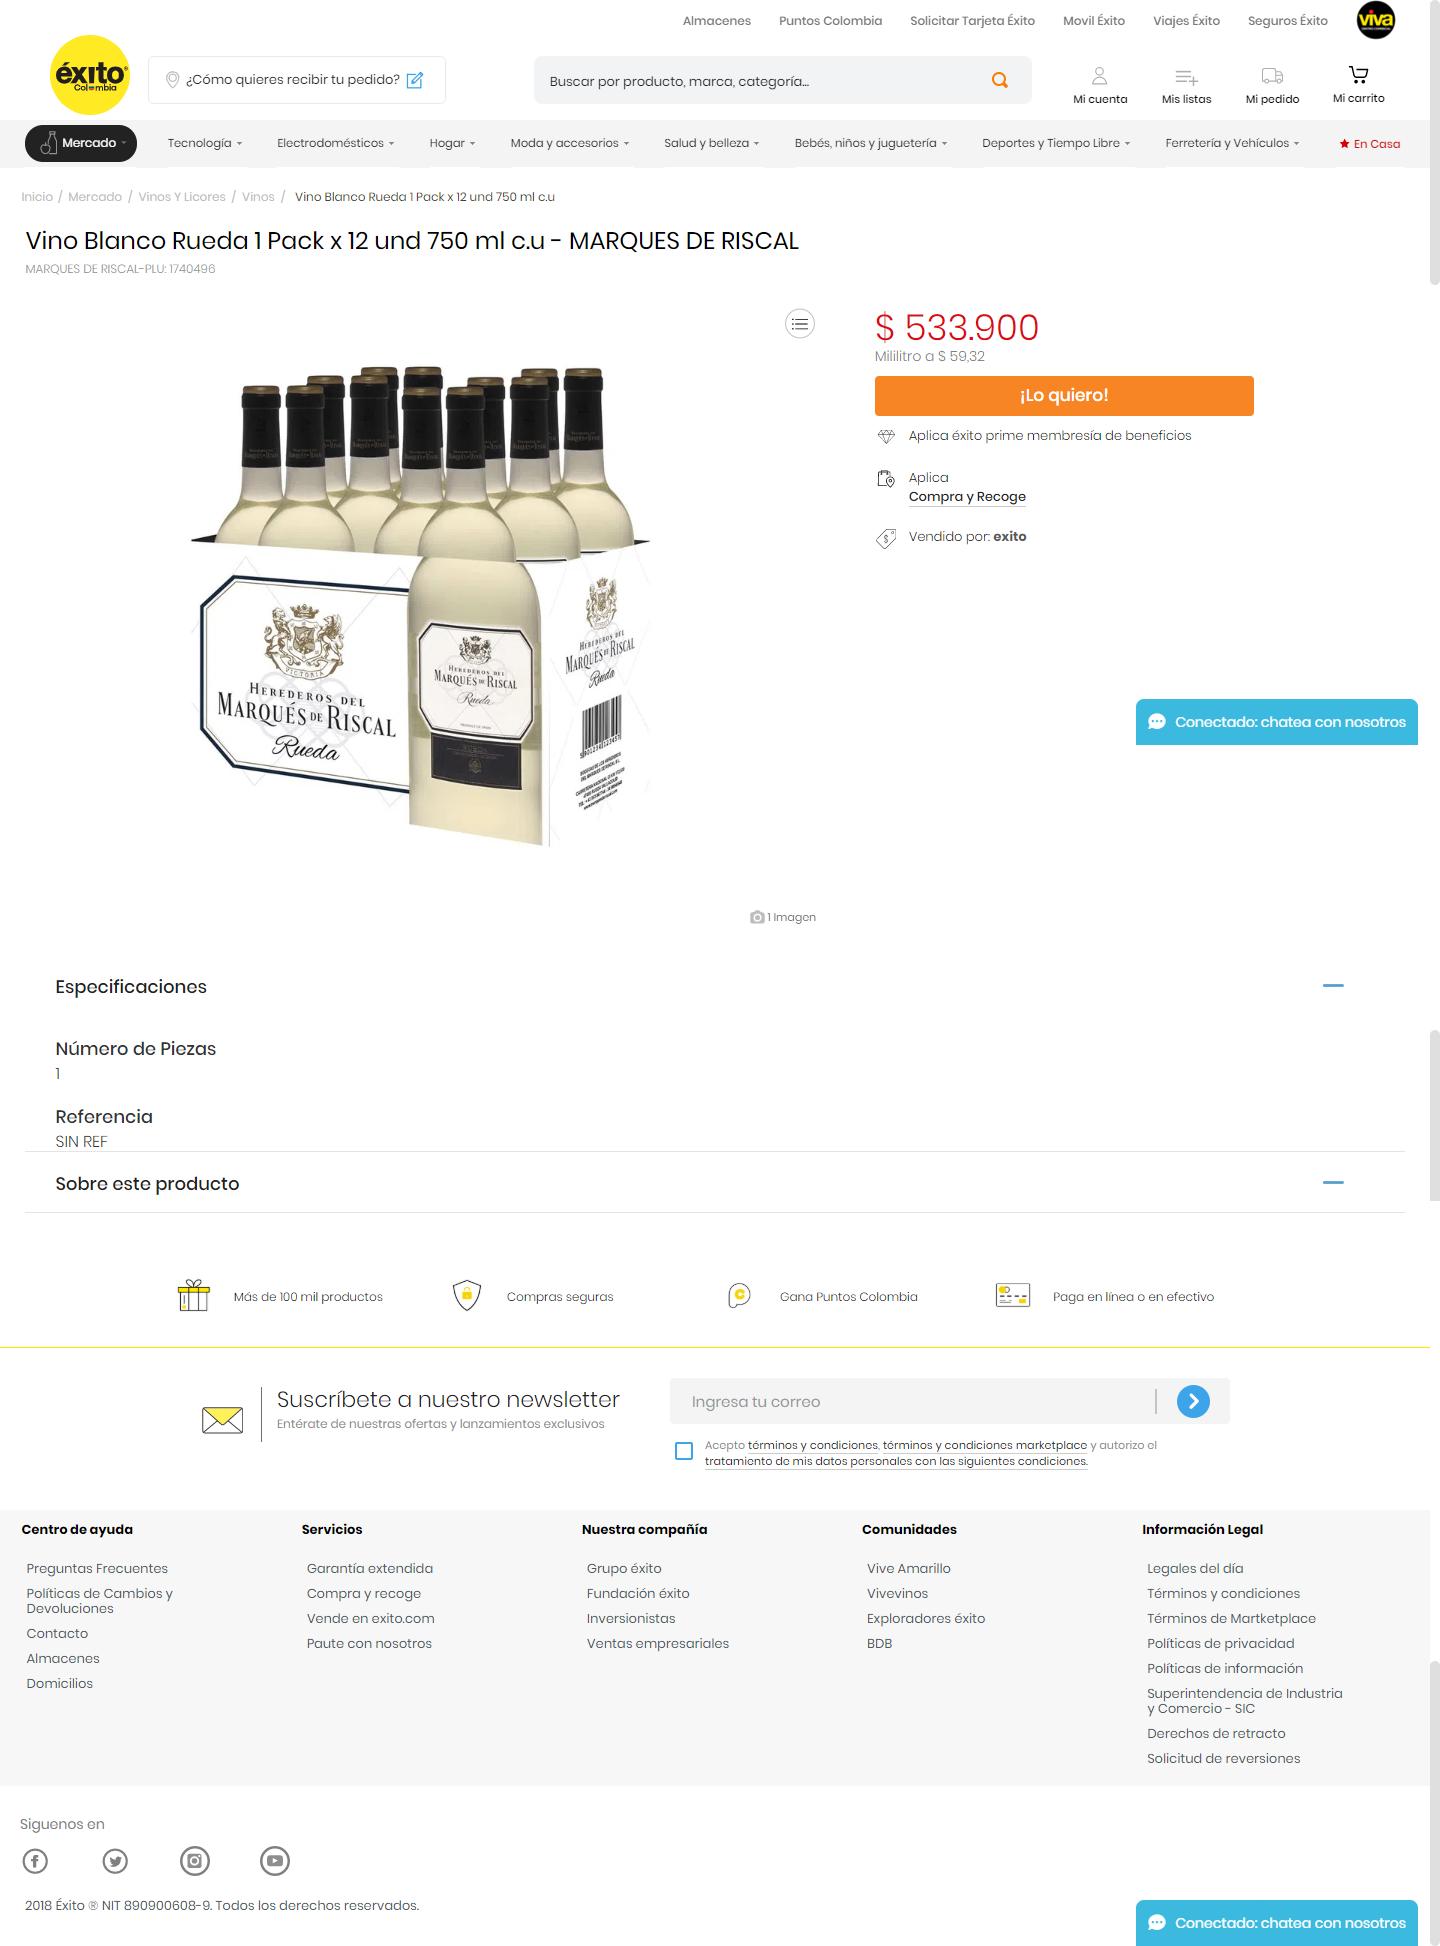 Almacenes Puntos Colombia Solicitar Tarjeta Éxito Movil Éxito Viajes Éxito Seguros Éxito viva
éxito
Colombia
¿Cómo quieres recibir tu pedido?
Buscar por producto, marca, categoría...
Mi cuenta Mis listas Mi pedido Mi carrito
Mercado Tecnología Electrodomésticos Hogar Moda y accesorios Salud y belleza Bebés, niños y juguetería Deportes y Tiempo Libre Ferretería y Vehículos En Casa
Inicio / Mercado / Vinos Y Licores / Vinos / Vino Blanco Rueda 1 Pack x 12 und 750 ml c.u
Vino Blanco Rueda 1 Pack x 12 und 750 ml c.u - MARQUES DE RISCAL
MARQUES DE RISCAL-PLU: 1740496
$ 533.900
Mililitro a $ 59,32
¡Lo quiero!
Aplica éxito prime membresía de beneficios
Aplica
Compra y Recoge
Vendido por: exito
VICTORIA
HEREDEROS DEL
MARQUÉS DE RISCAL
Rueda
HEREDEROS DEL
MARQUÉS DE RISCAL
Rueda
HEREDEROS DEL
MARQUÉS DE RISCAL
Rueda
Conectado: chatea con nosotros
1 Imagen
Especificaciones
Número de Piezas
1
Referencia
SIN REF
Sobre este producto
Más de 100 mil productos Compras seguras Gana Puntos Colombia Paga en línea o en efectivo
Suscríbete a nuestro newsletter
Entérate de nuestras ofertas y lanzamientos exclusivos
Ingresa tu correo
Acepto términos y condiciones, términos y condiciones marketplace y autorizo el
tratamiento de mis datos personales con las siguientes condiciones.
Centro de ayuda
Preguntas Frecuentes
Políticas de Cambios y
Devoluciones
Contacto
Almacenes
Domicilios
Servicios
Garantía extendida
Compra y recoge
Vende en exito.com
Paute con nosotros
Nuestra compañía
Grupo éxito
Fundación éxito
Inversionistas
Ventas empresariales
Comunidades
Vive Amarillo
Vivevinos
Exploradores éxito
BDB
Información Legal
Legales del día
Términos y condiciones
Términos de Martketplace
Políticas de privacidad
Políticas de información
Superintendencia de Industria
y Comercio - SIC
Derechos de retracto
Solicitud de reversiones
Siguenos en
2018 Éxito ® NIT 890900608-9. Todos los derechos reservados.
Conectado: chatea con nosotros